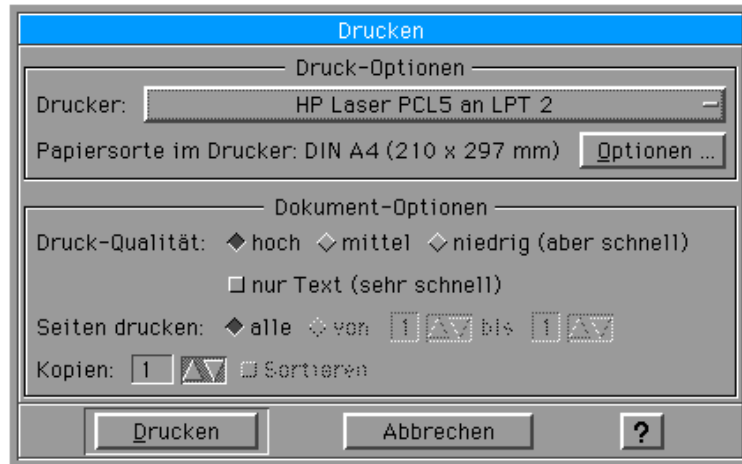 Drucken
Druck-Optionen
Drucker: HP Laser PCL5 an LPT 2
Papiersorte im Drucker: DIN A4 (210 x 297 mm) Optionen ...
Dokument-Optionen
Druck-Qualität: hoch mittel niedrig (aber schnell)
nur Text (sehr schnell)
Seiten drucken: alle von 1 bis 1
Kopien: 1 Sortieren
Drucken Abbrechen ?